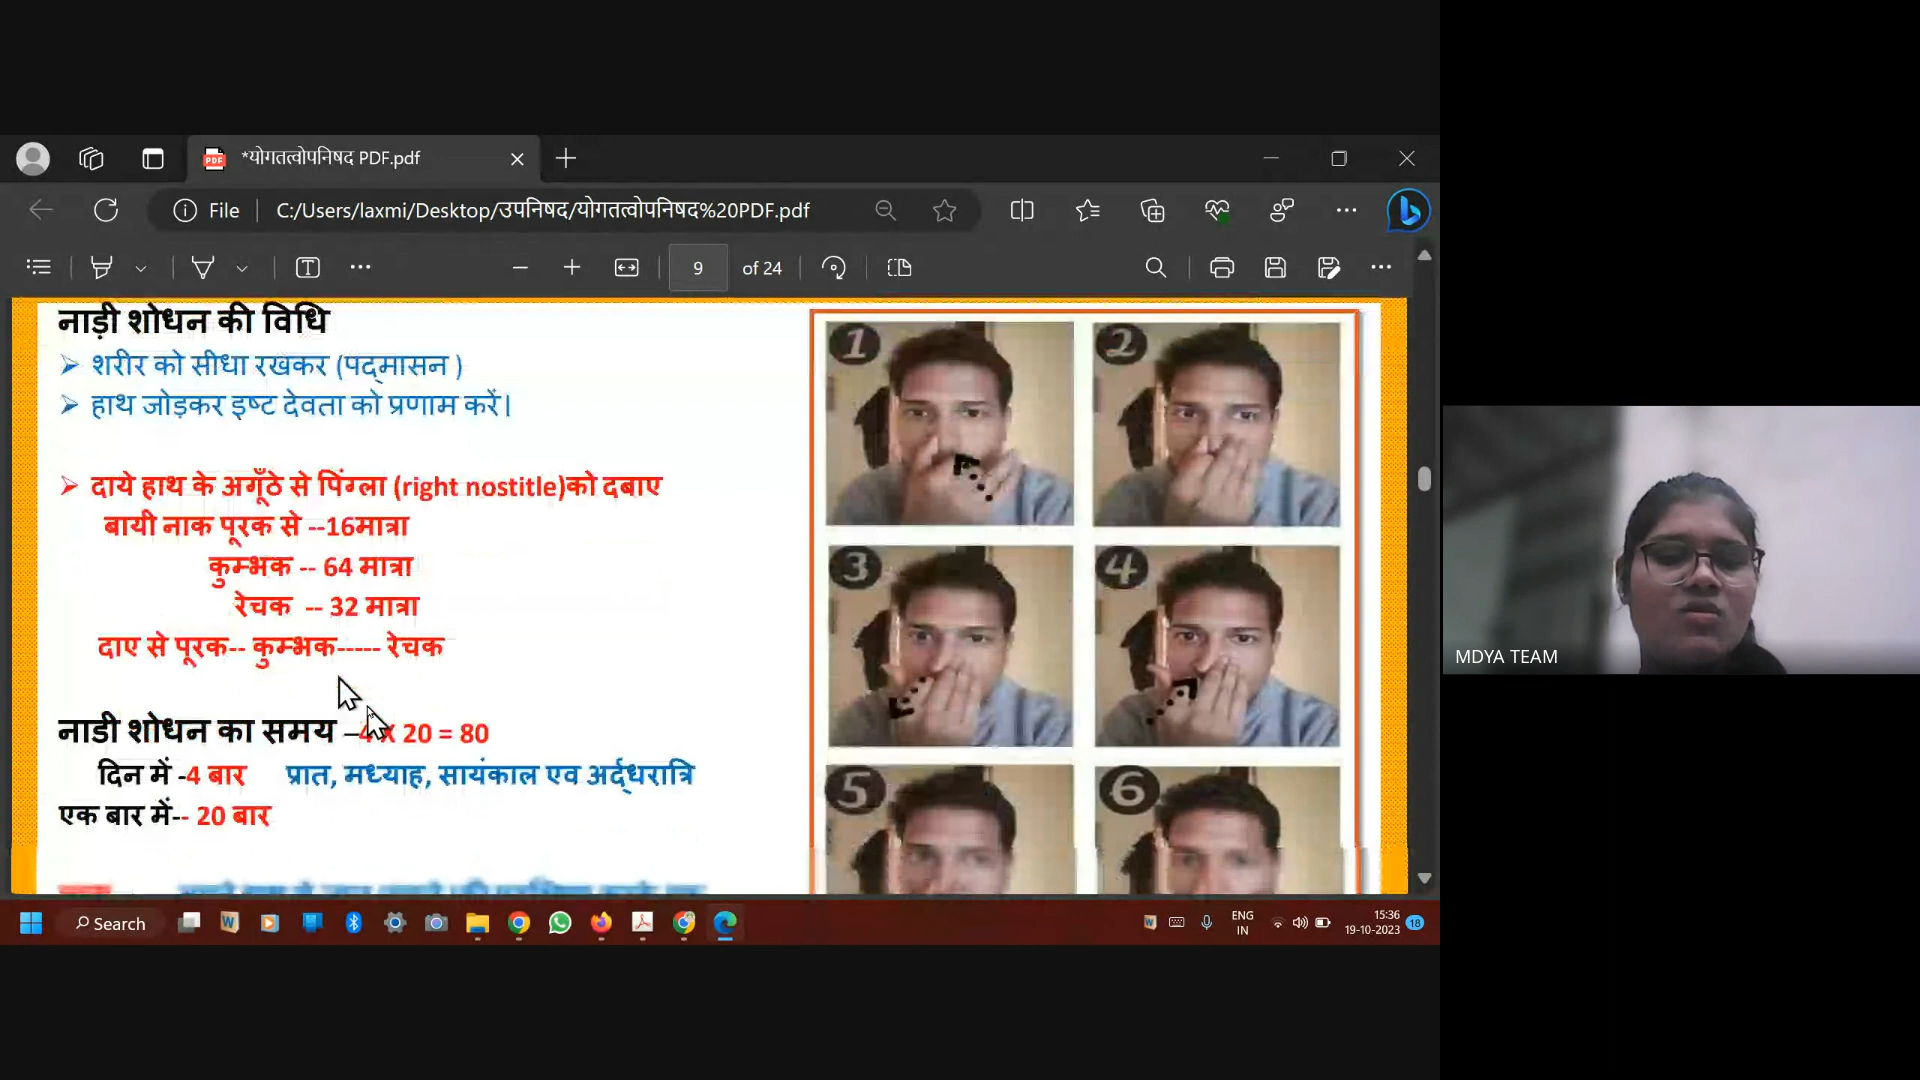 *योगतत्वोपनिषद PDF.pdf
File C:/Users/laxmi/Desktop/उपनिषद/योगतत्वोपनिषद%20PDF.pdf
9 of 24
नाड़ी शोधन की विधि
शरीर को सीधा रखकर (पद्मासन )
हाथ जोड़कर इष्ट देवता को प्रणाम करें।
दाये हाथ के अगूँठे से पिंग्ला (right nostitle)को दबाए
बायी नाक पूरक से --16मात्रा
कुम्भक -- 64 मात्रा
रेचक -- 32 मात्रा
दाए से पूरक-- कुम्भक----- रेचक
नाडी शोधन का समय –4 X 20 = 80
दिन में -4 बार प्रात, मध्याह, सायंकाल एव अर्द्धरात्रि
एक बार में-- 20 बार
1 2
3 4
5 6
MDYA TEAM
Search
ENG
IN
15:36
19-10-2023
18